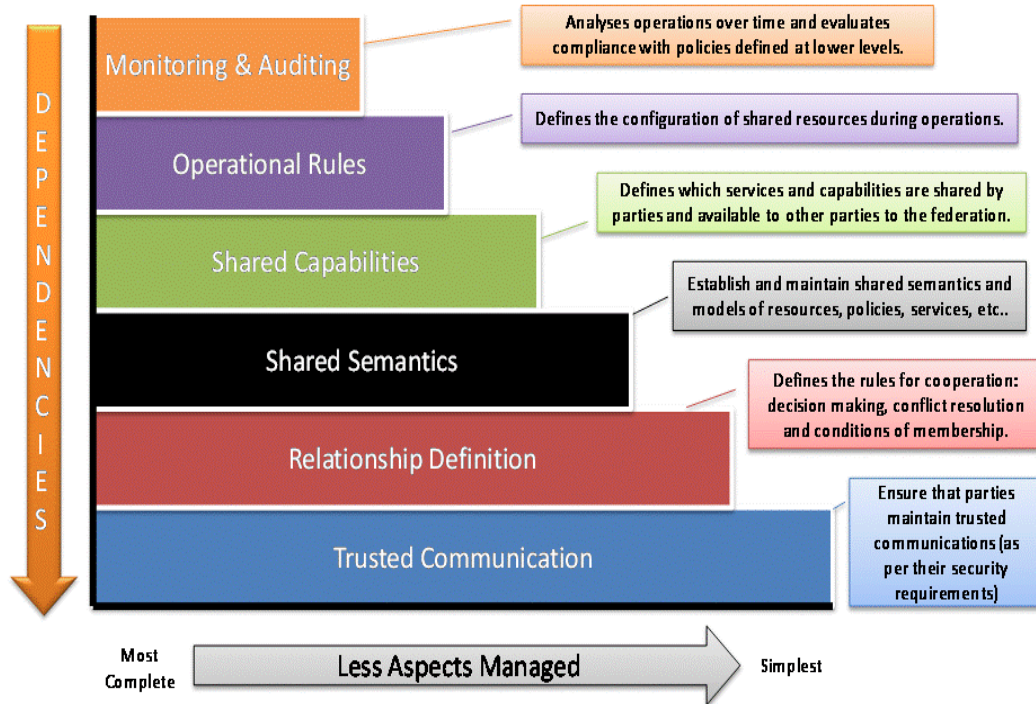 Monitoring & Auditing
Analyses operations over time and evaluates
compliance with policies defined at lower levels.
Operational Rules
Defines the configuration of shared resources during operations.
Shared Capabilities
Defines which services and capabilities are shared by
parties and available to other parties to the federation.
Shared Semantics
Establish and maintain shared semantics and
models of resources, policies, services, etc..
Relationship Definition
Defines the rules for cooperation:
decision making, conflict resolution
and conditions of membership.
Trusted Communication
Ensure that parties
maintain trusted
communications (as
per their security
requirements)
DEPENDENCIES
Most
Complete
Less Aspects Managed
Simplest